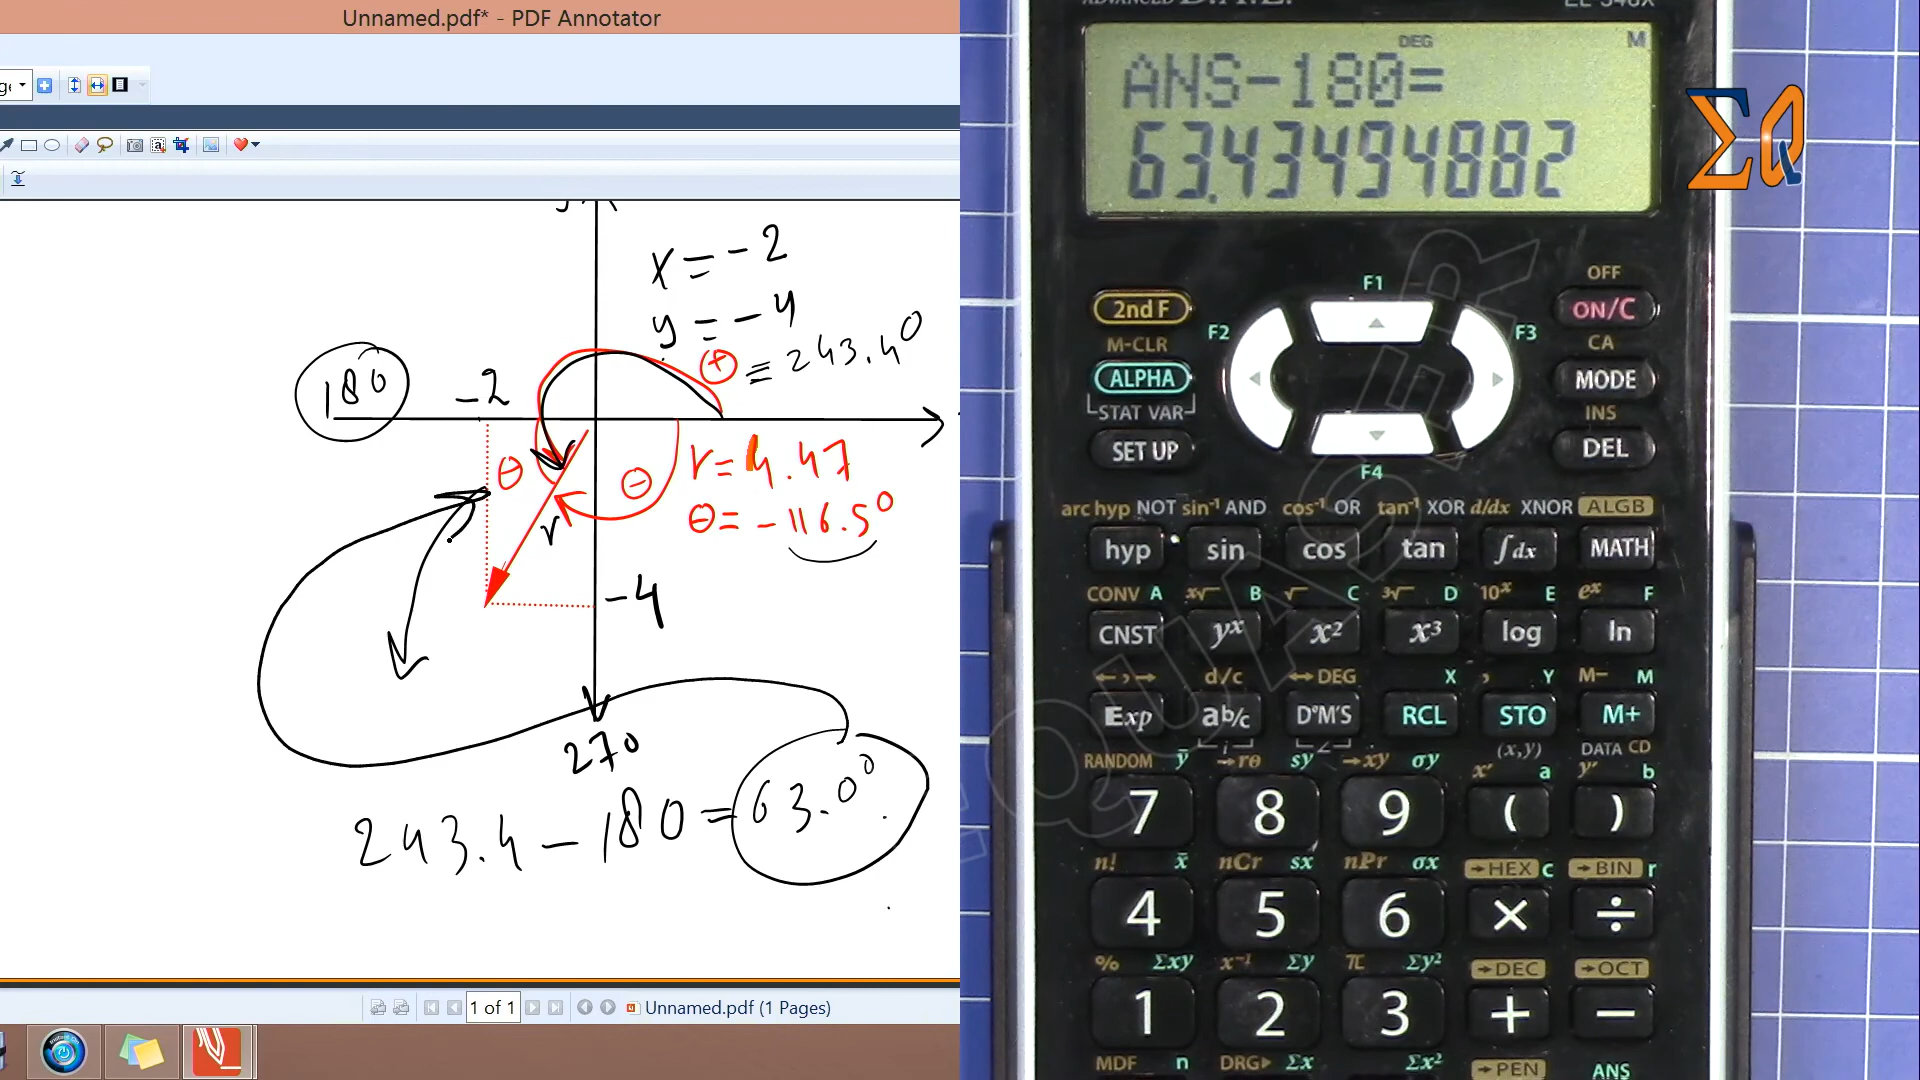 Unnamed.pdf* - PDF Annotator
x = -2
y = -4
⊕ ≡ 243.4°
180°
-2
θ
⊖
r = 4.47
θ = -116.5°
r
-4
270
243.4 - 180 = 63.0°
1 of 1
Unnamed.pdf (1 Pages)
DEG M
ANS-180=
63.43494882
ΣQ
EQUASER
F1
OFF
2nd F
F2
F3
ON/C
M-CLR
CA
ALPHA
MODE
STAT VAR
INS
SET UP
DEL
F4
arc hyp NOT sin⁻¹ AND cos⁻¹ OR tan⁻¹ XOR d/dx XNOR ALGB
hyp sin cos tan ∫dx MATH
CONV A ˣ√ B √ C ³√ D 10ˣ E eˣ F
CNST yˣ x² x³ log ln
←,→ d/c ↔DEG X , Y M- M
Exp ab/c D°M'S RCL STO M+
i ∠ (x,y) DATA CD
RANDOM ȳ →rθ sy →xy σy x' a y' b
7 8 9 ( )
n! x̄ nCr sx nPr σx →HEX c →BIN r
4 5 6 × ÷
% Σxy x⁻¹ Σy π Σy² →DEC →OCT
1 2 3 + −
MDF n DRG▸ Σx Σx² →PEN ANS